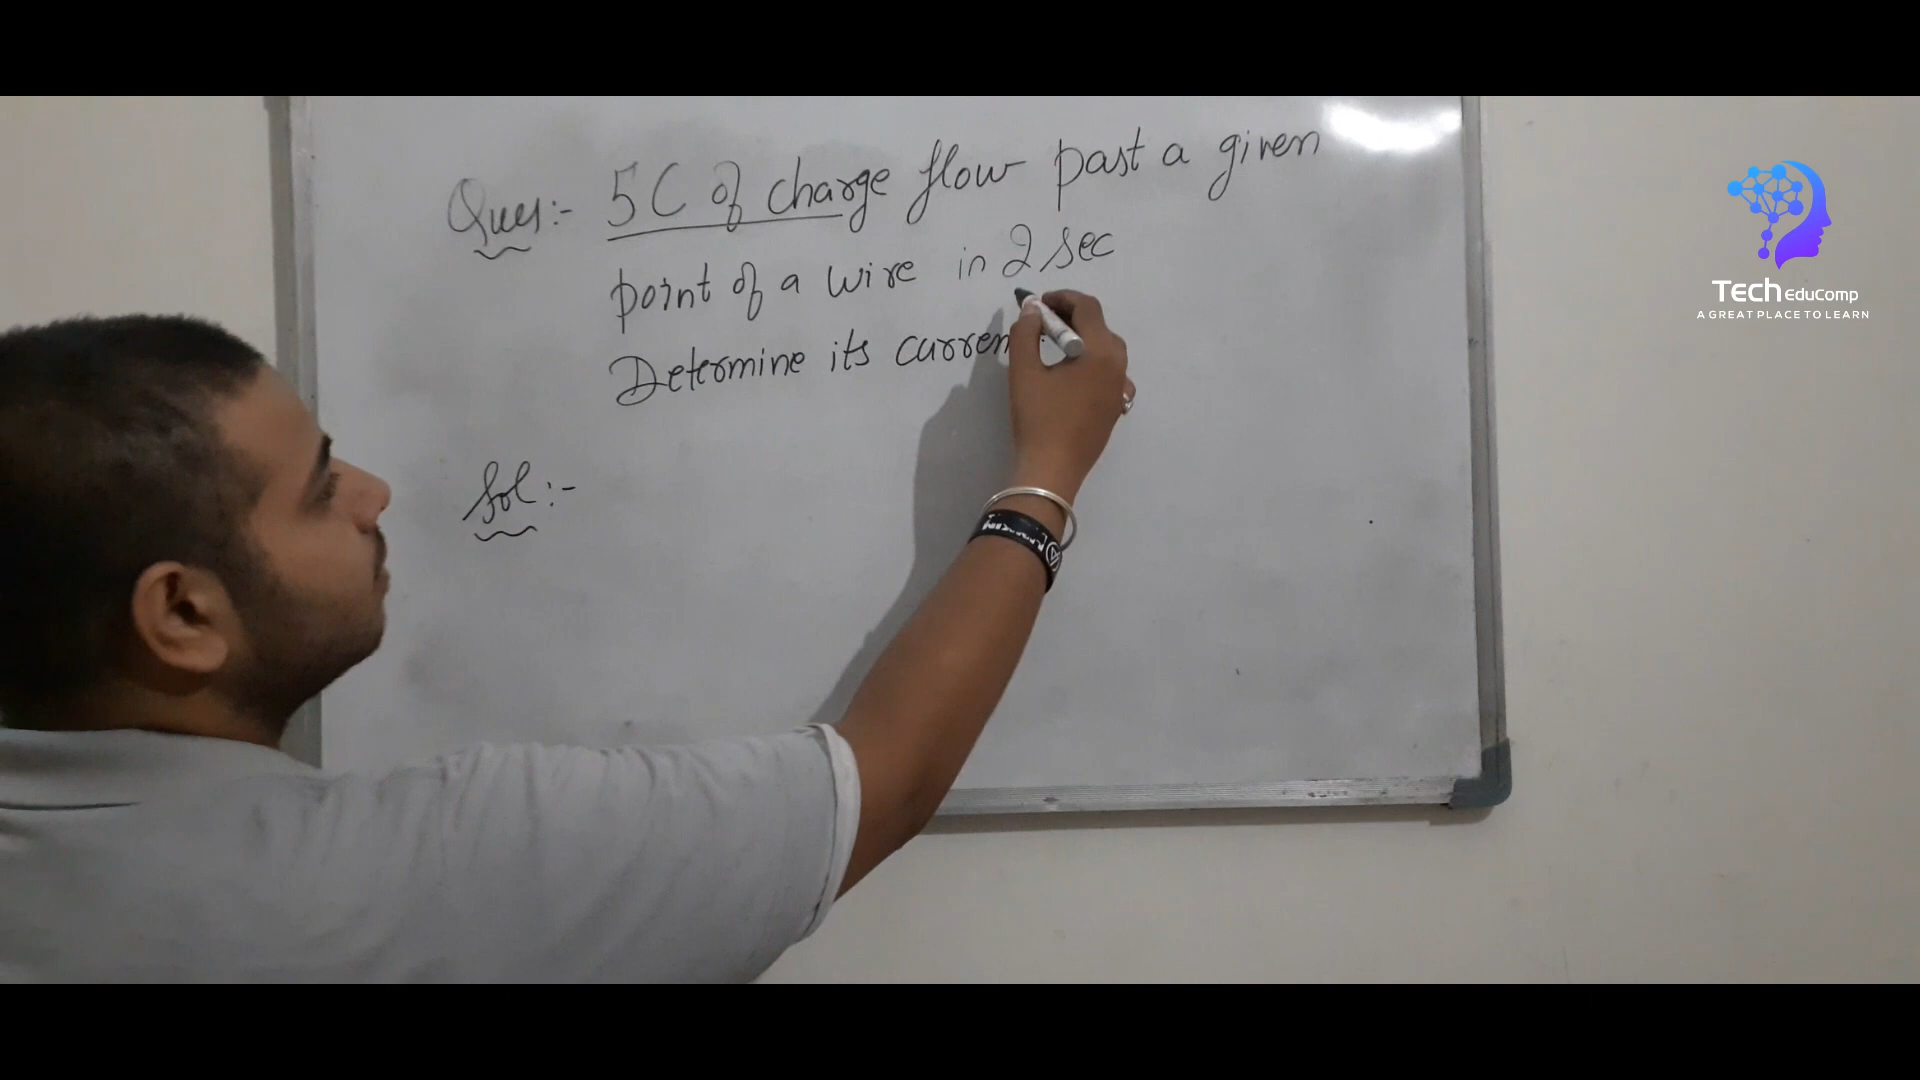 Ques:- 5C of charge flow past a given
point of a wire in 2 sec
Determine its curren
Sol:-
Tech EduComp
A GREAT PLACE TO LEARN